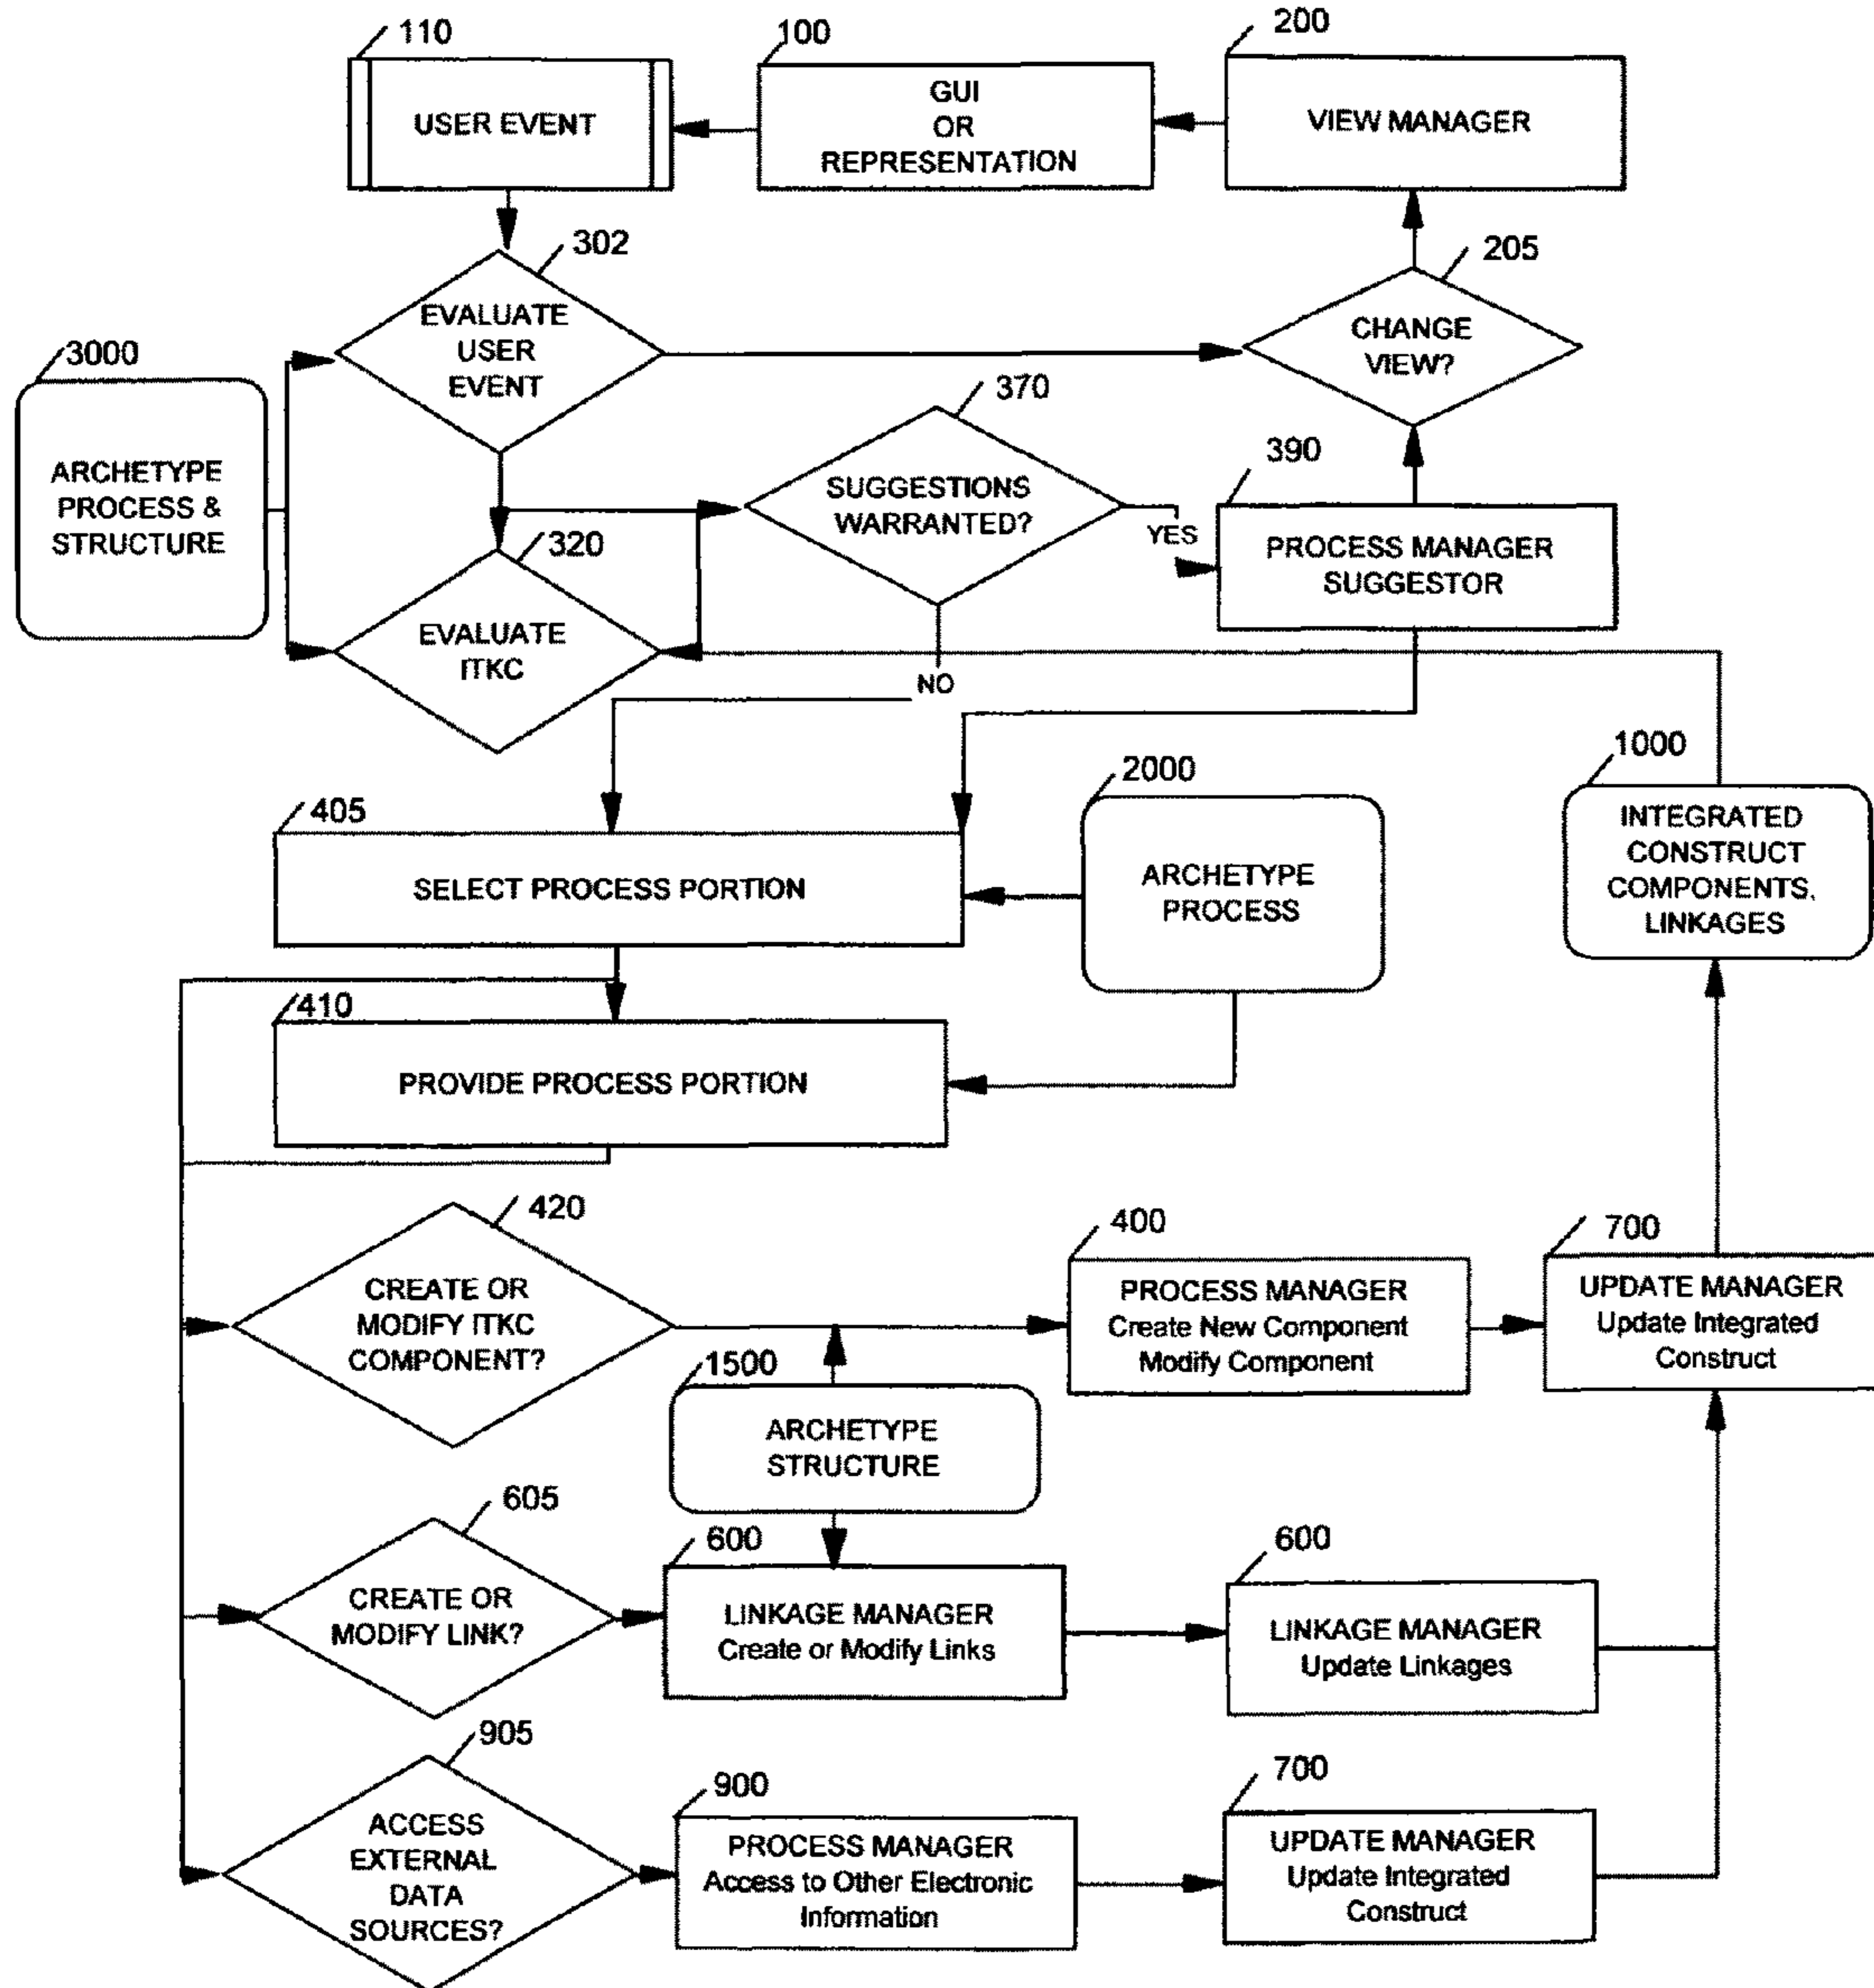 110
100
200
USER EVENT
GUI
OR
REPRESENTATION
VIEW MANAGER
302
205
EVALUATE
USER
EVENT
CHANGE
VIEW?
3000
ARCHETYPE
PROCESS &
STRUCTURE
370
SUGGESTIONS
WARRANTED?
YES
NO
390
PROCESS MANAGER
SUGGESTOR
320
EVALUATE
ITKC
1000
INTEGRATED
CONSTRUCT
COMPONENTS,
LINKAGES
405
SELECT PROCESS PORTION
2000
ARCHETYPE
PROCESS
410
PROVIDE PROCESS PORTION
420
CREATE OR
MODIFY ITKC
COMPONENT?
400
PROCESS MANAGER
Create New Component
Modify Component
700
UPDATE MANAGER
Update Integrated
Construct
1500
ARCHETYPE
STRUCTURE
605
CREATE OR
MODIFY LINK?
600
LINKAGE MANAGER
Create or Modify Links
600
LINKAGE MANAGER
Update Linkages
905
ACCESS
EXTERNAL
DATA
SOURCES?
900
PROCESS MANAGER
Access to Other Electronic
Information
700
UPDATE MANAGER
Update Integrated
Construct